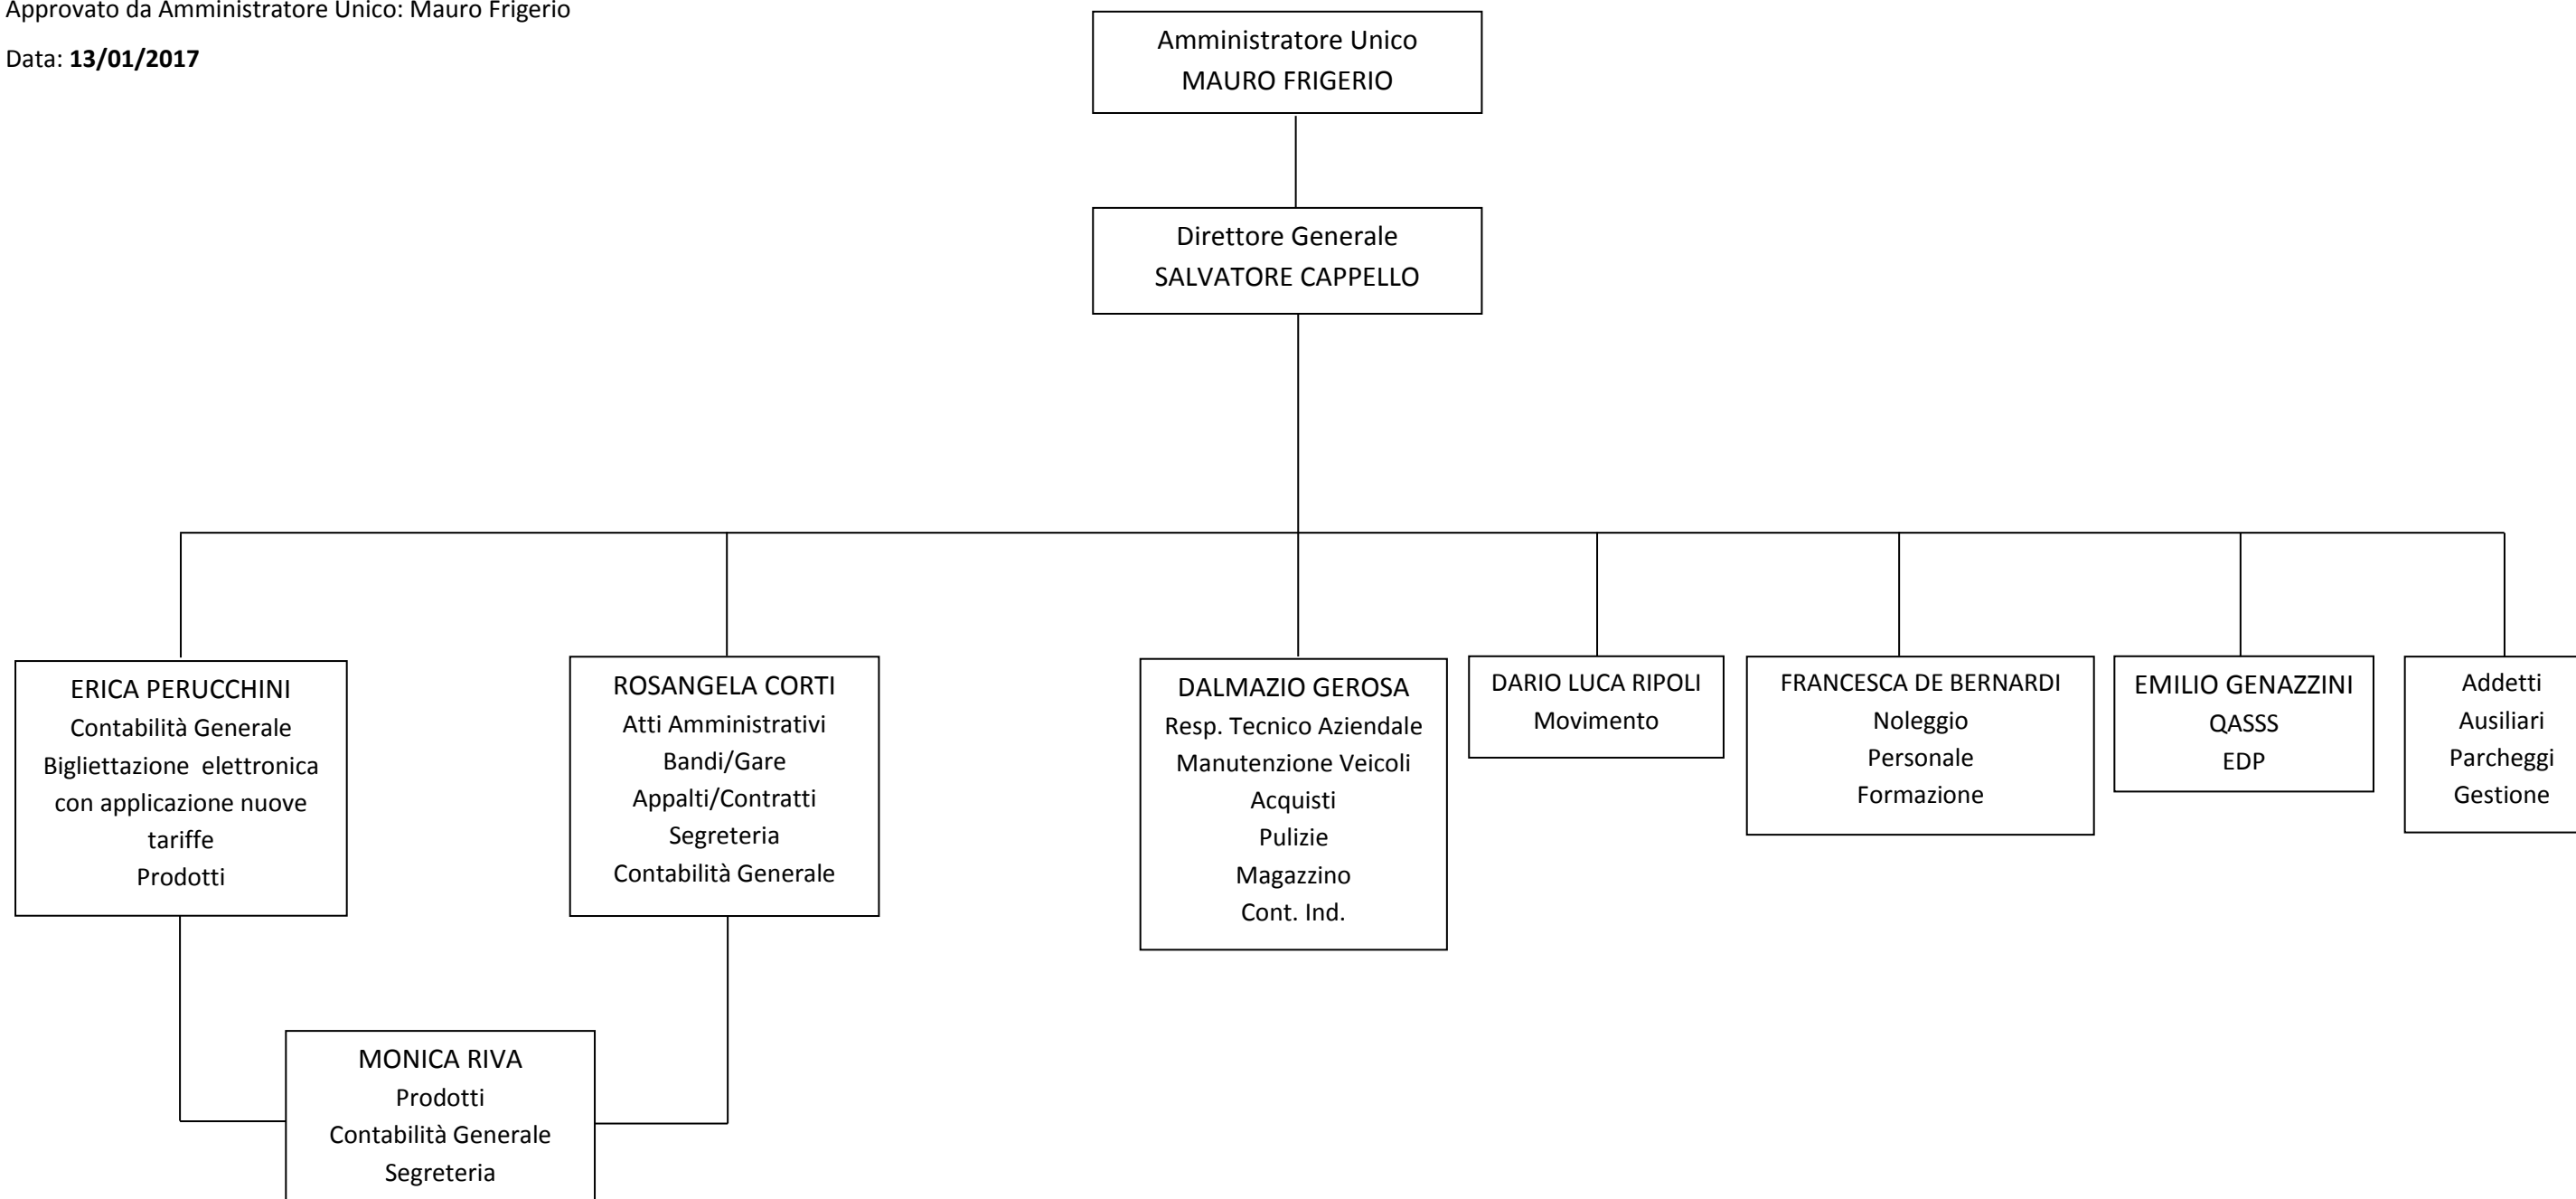 Approvato da Amministratore Unico: Mauro Frigerio
Data: 13/01/2017
Amministratore Unico
MAURO FRIGERIO
Direttore Generale
SALVATORE CAPPELLO
ERICA PERUCCHINI
Contabilità Generale
Bigliettazione elettronica
con applicazione nuove
tariffe
Prodotti
ROSANGELA CORTI
Atti Amministrativi
Bandi/Gare
Appalti/Contratti
Segreteria
Contabilità Generale
DALMAZIO GEROSA
Resp. Tecnico Aziendale
Manutenzione Veicoli
Acquisti
Pulizie
Magazzino
Cont. Ind.
DARIO LUCA RIPOLI
Movimento
FRANCESCA DE BERNARDI
Noleggio
Personale
Formazione
EMILIO GENAZZINI
QASSS
EDP
Addetti
Ausiliari
Parcheggi
Gestione
MONICA RIVA
Prodotti
Contabilità Generale
Segreteria